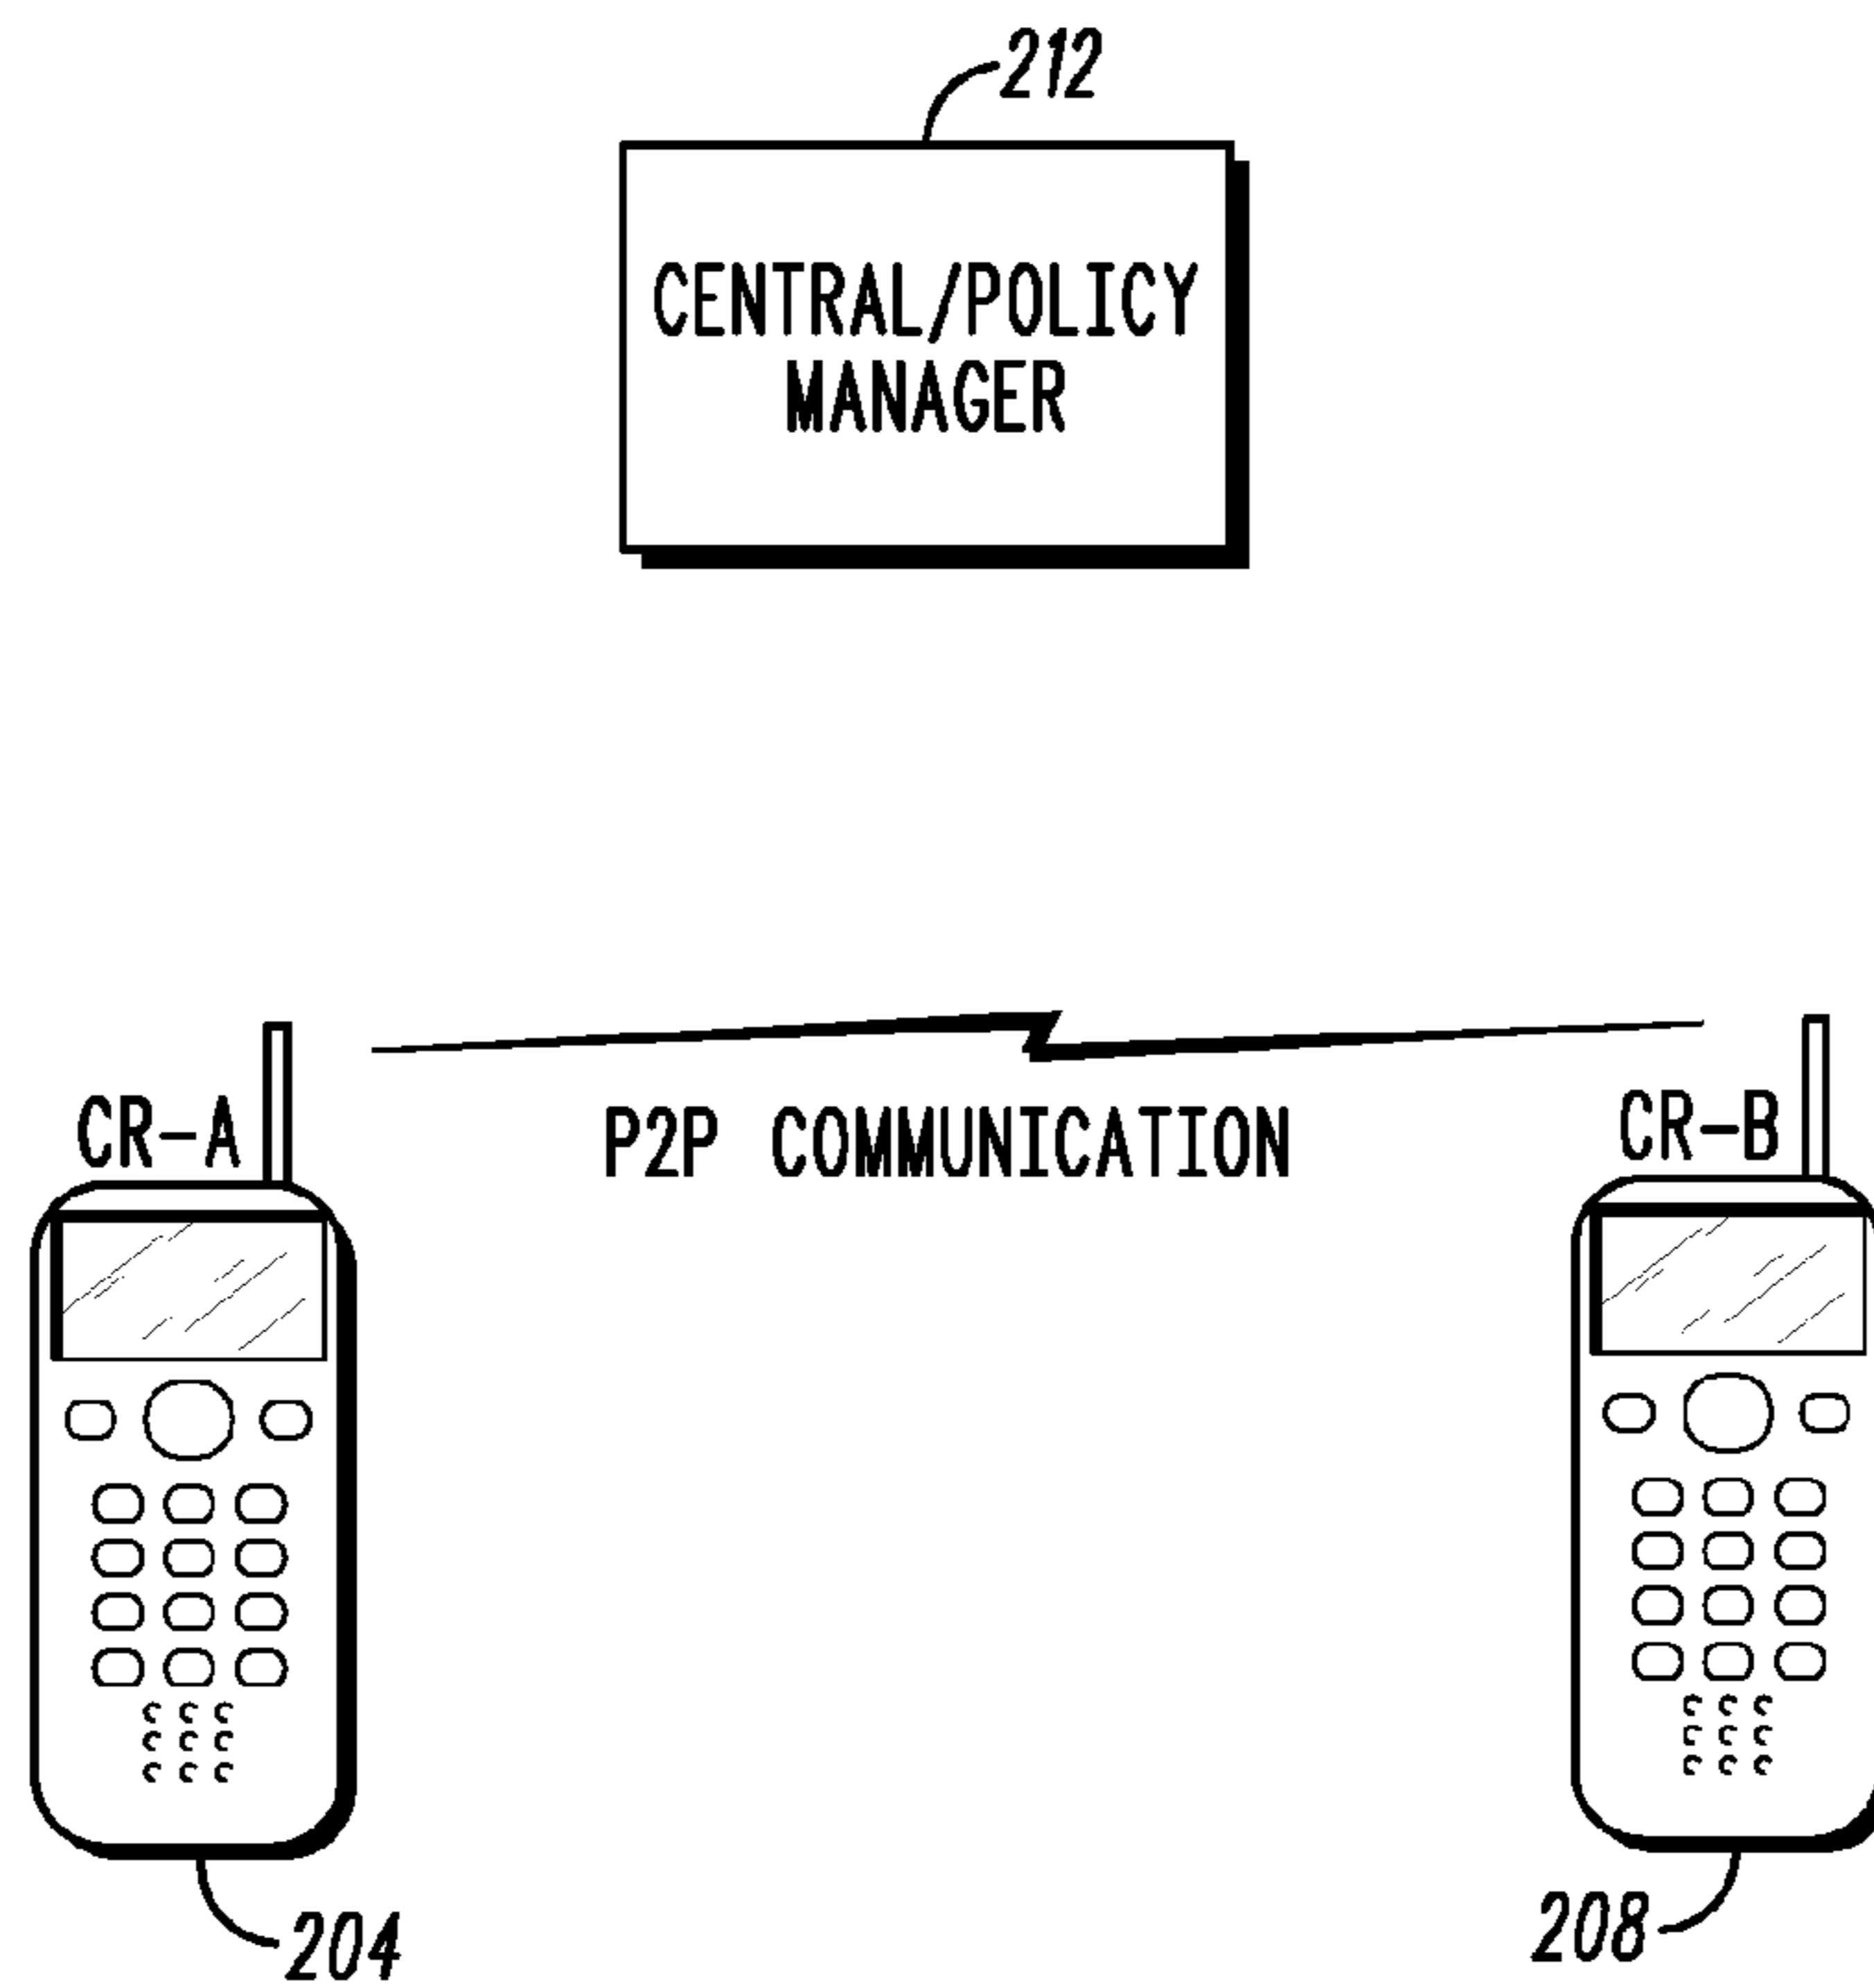 212
CENTRAL/POLICY
MANAGER
CR-A
P2P COMMUNICATION
CR-B
204
208